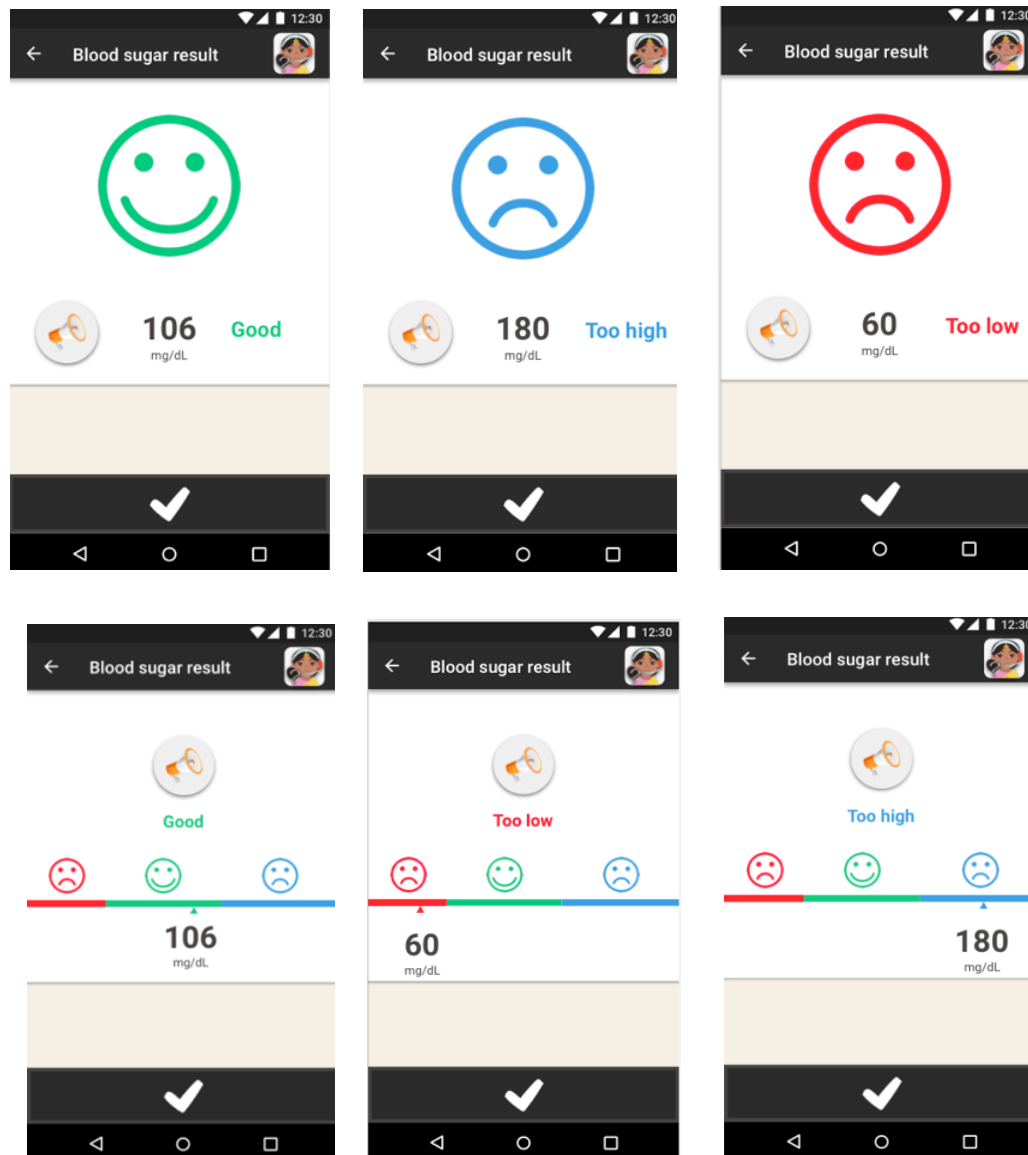 12:30
Blood sugar result
106 Good
mg/dL
12:30
Blood sugar result
180 Too high
mg/dL
12:30
Blood sugar result
60 Too low
mg/dL
12:30
Blood sugar result
Good
106
mg/dL
12:30
Blood sugar result
Too low
60
mg/dL
12:30
Blood sugar result
Too high
180
mg/dL